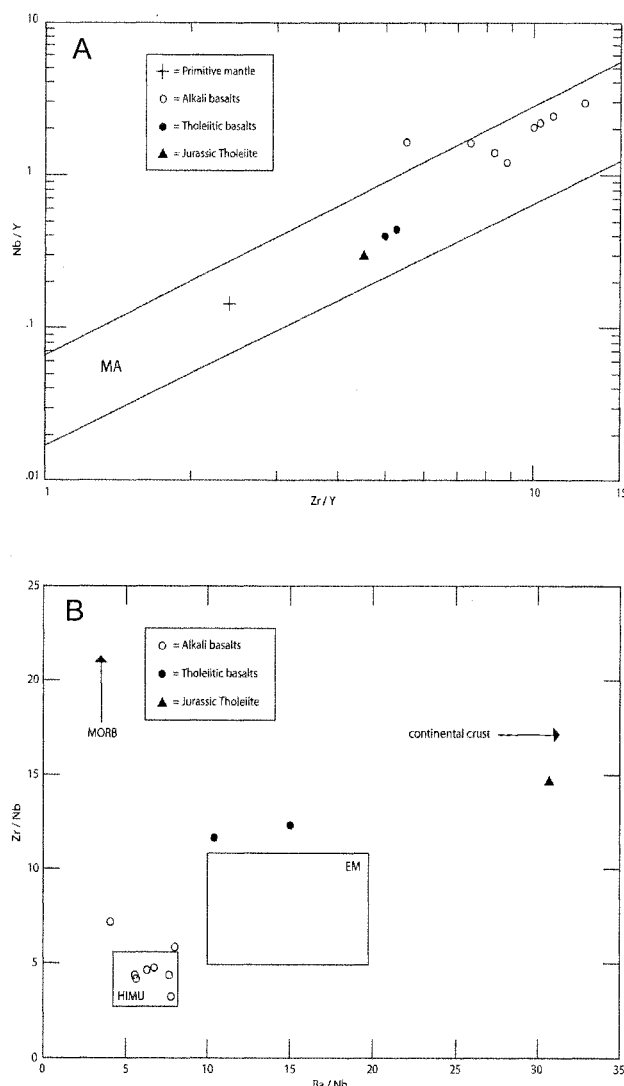 A
10
1
.1
.01
Nb / Y
+ = Primitive mantle
○ = Alkali basalts
● = Tholeiitic basalts
▲ = Jurassic Tholeiite
MA
1
10
15
Zr / Y
B
25
20
15
10
5
0
Zr / Nb
○ = Alkali basalts
● = Tholeiitic basalts
▲ = Jurassic Tholeiite
MORB
continental crust
EM
HIMU
0
5
10
15
20
25
30
35
Ba / Nb